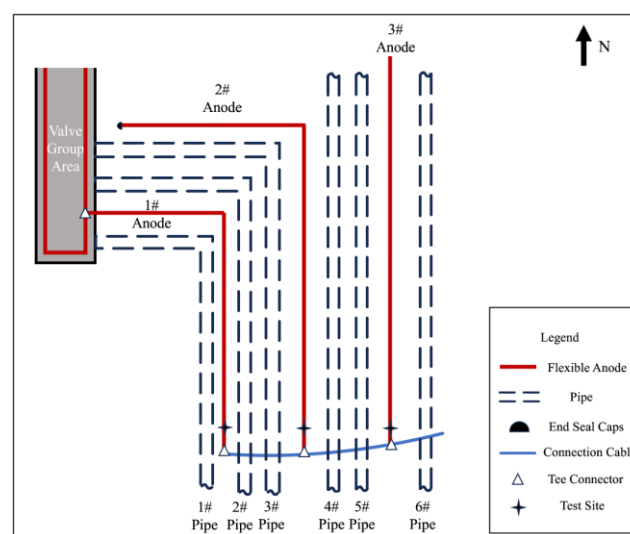 3#
Anode
N
2#
Anode
Valve
Group
Area
1#
Anode
Legend
Flexible Anode
Pipe
End Seal Caps
Connection Cabl
Tee Connector
Test Site
1# 2# 3# 4# 5# 6#
Pipe Pipe Pipe Pipe Pipe Pipe